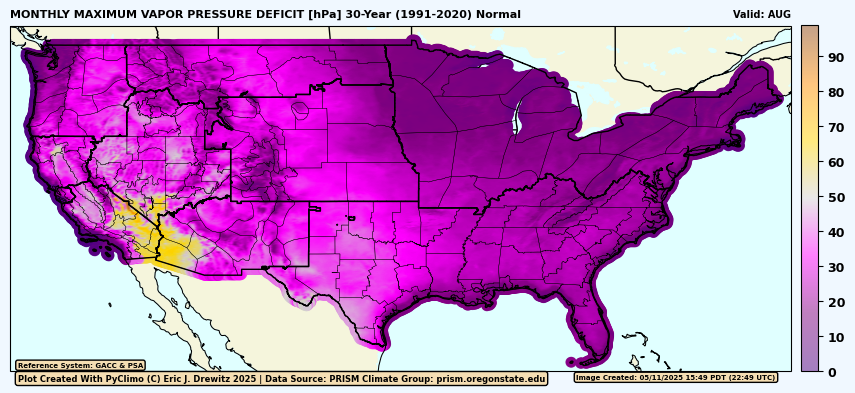 MONTHLY MAXIMUM VAPOR PRESSURE DEFICIT [hPa] 30-Year (1991-2020) Normal
Valid: AUG
90
80
70
60
50
40
30
20
10
0
Reference System: GACC & PSA
Plot Created With PyClimo (C) Eric J. Drewitz 2025 | Data Source: PRISM Climate Group: prism.oregonstate.edu
Image Created: 05/11/2025 15:49 PDT (22:49 UTC)